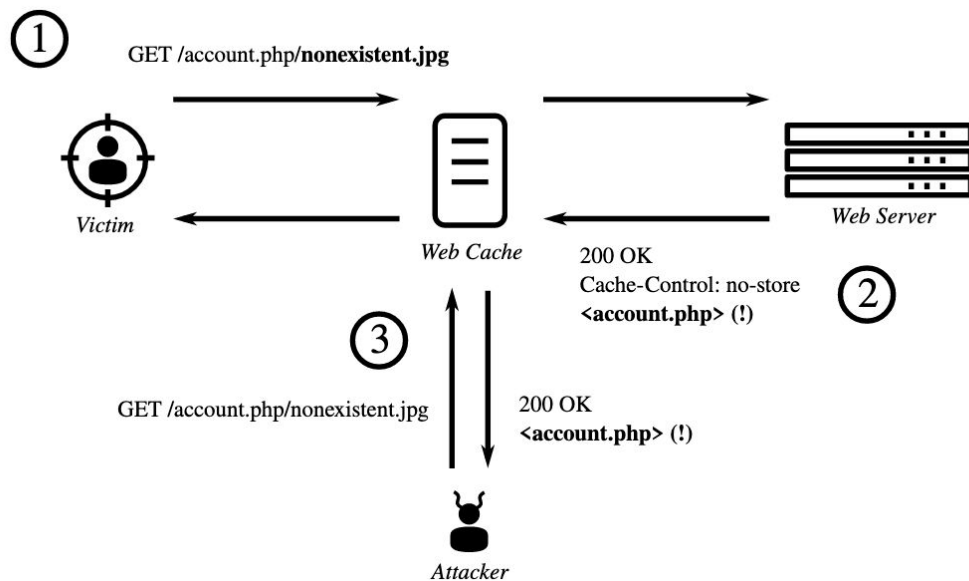 1
GET /account.php/nonexistent.jpg
Victim
Web Cache
Web Server
200 OK
Cache-Control: no-store
<account.php> (!)
2
3
GET /account.php/nonexistent.jpg
200 OK
<account.php> (!)
Attacker